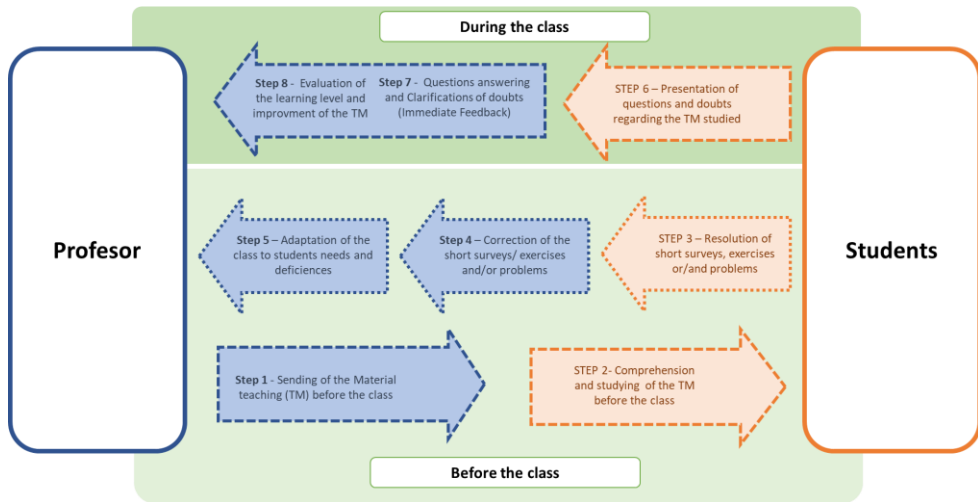 During the class
Step 8 - Evaluation of
the learning level and
improvment of the TM
Step 7 - Questions answering
and Clarifications of doubts
(Immediate Feedback)
STEP 6 – Presentation of
questions and doubts
regarding the TM studied
Profesor
Students
Step 5 – Adaptation of the
class to students needs and
deficiences
Step 4 – Correction of the
short surveys/ exercises
and/or problems
STEP 3 – Resolution of
short surveys, exercises
or/and problems
Step 1 - Sending of the Material
teaching (TM) before the class
STEP 2- Comprehension
and studying of the TM
before the class
Before the class